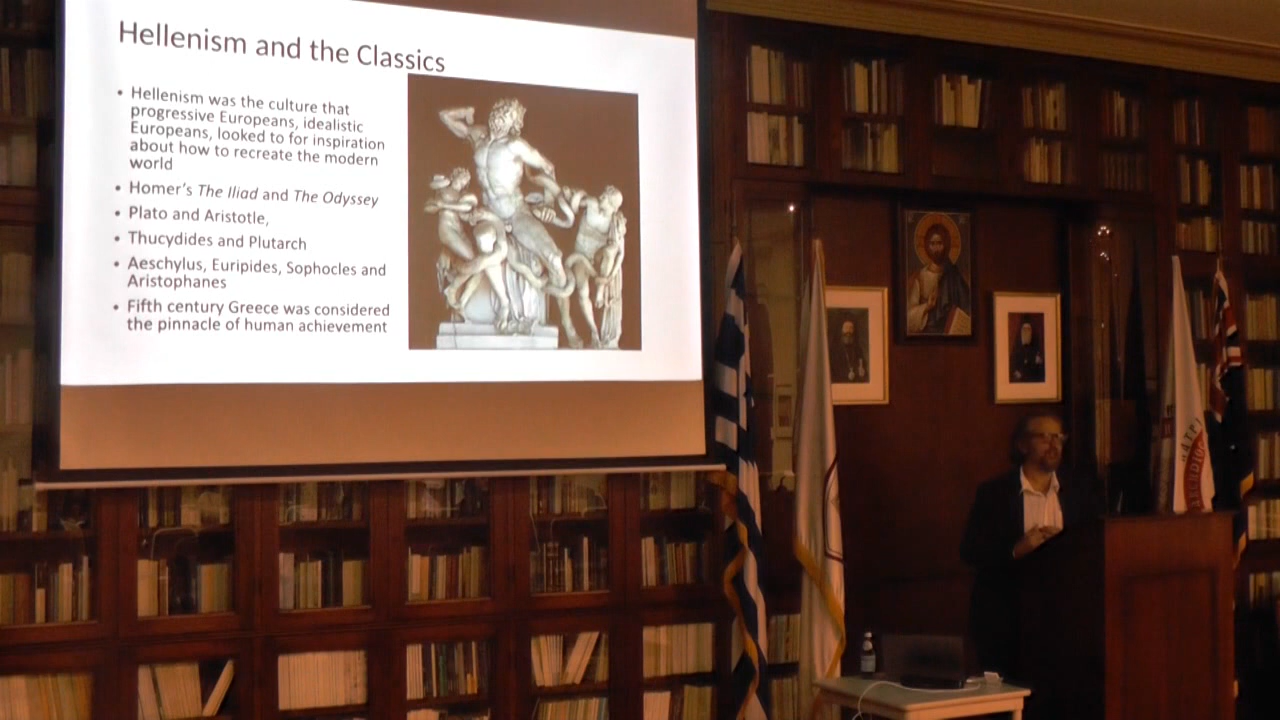 Hellenism and the Classics
• Hellenism was the culture that
progressive Europeans, idealistic
Europeans, looked to for inspiration
about how to recreate the modern
world
• Homer's The Iliad and The Odyssey
• Plato and Aristotle,
• Thucydides and Plutarch
• Aeschylus, Euripides, Sophocles and
Aristophanes
• Fifth century Greece was considered
the pinnacle of human achievement